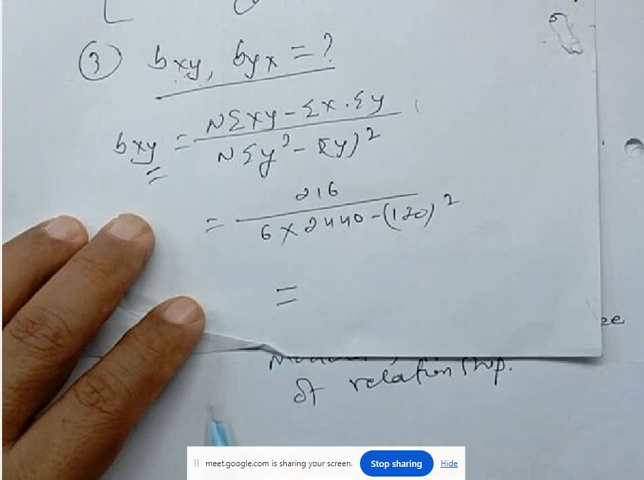 ③ bxy, byx = ?
bxy = NΣXY - ΣX · Σy / NΣy² - (Σy)²
= 216 / 6 × 2440 - (120)²
=
ee
of relationship.
meet.google.com is sharing your screen. Stop sharing Hide